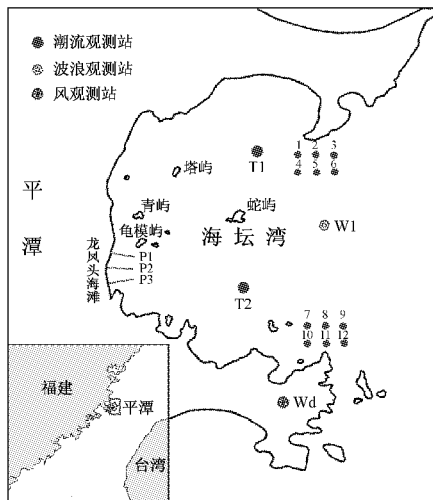 潮流观测站
波浪观测站
风观测站
1 2 3
T1
4 5 6
塔屿
平潭
青屿
蛇屿
龟模屿
海坛湾
W1
龙凤头海滩
P1
P2
P3
T2
7 8 9
10 11 12
Wd
福建
平潭
台湾